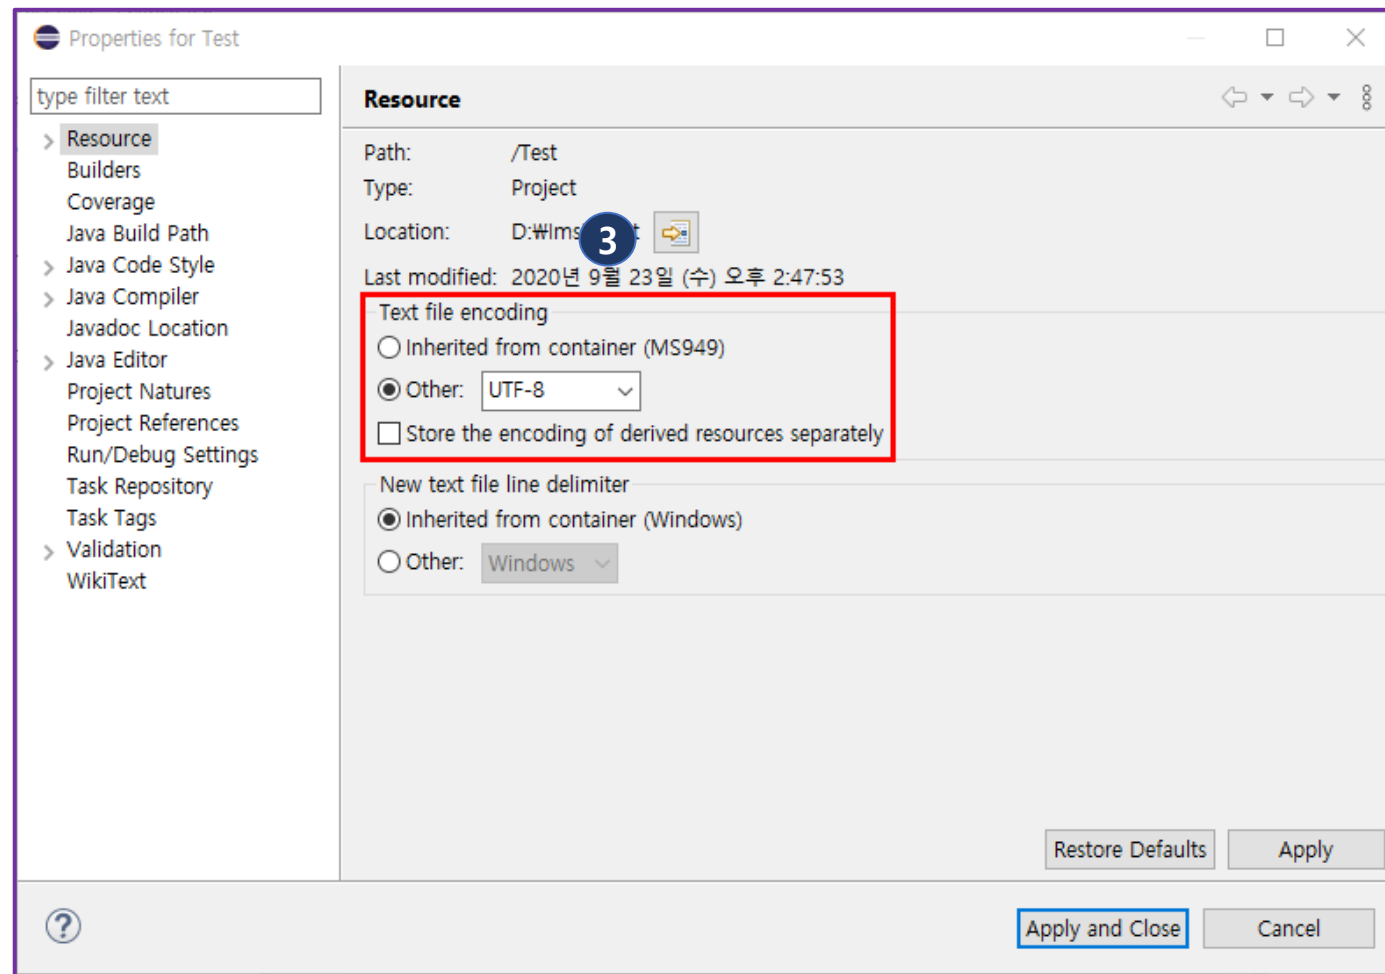 Properties for Test
type filter text
Resource
Builders
Coverage
Java Build Path
Java Code Style
Java Compiler
Javadoc Location
Java Editor
Project Natures
Project References
Run/Debug Settings
Task Repository
Task Tags
Validation
WikiText
Resource
Path: /Test
Type: Project
Location: D:₩lms
3
Last modified: 2020년 9월 23일 (수) 오후 2:47:53
Text file encoding
Inherited from container (MS949)
Other: UTF-8
Store the encoding of derived resources separately
New text file line delimiter
Inherited from container (Windows)
Other: Windows
Restore Defaults
Apply
?
Apply and Close
Cancel